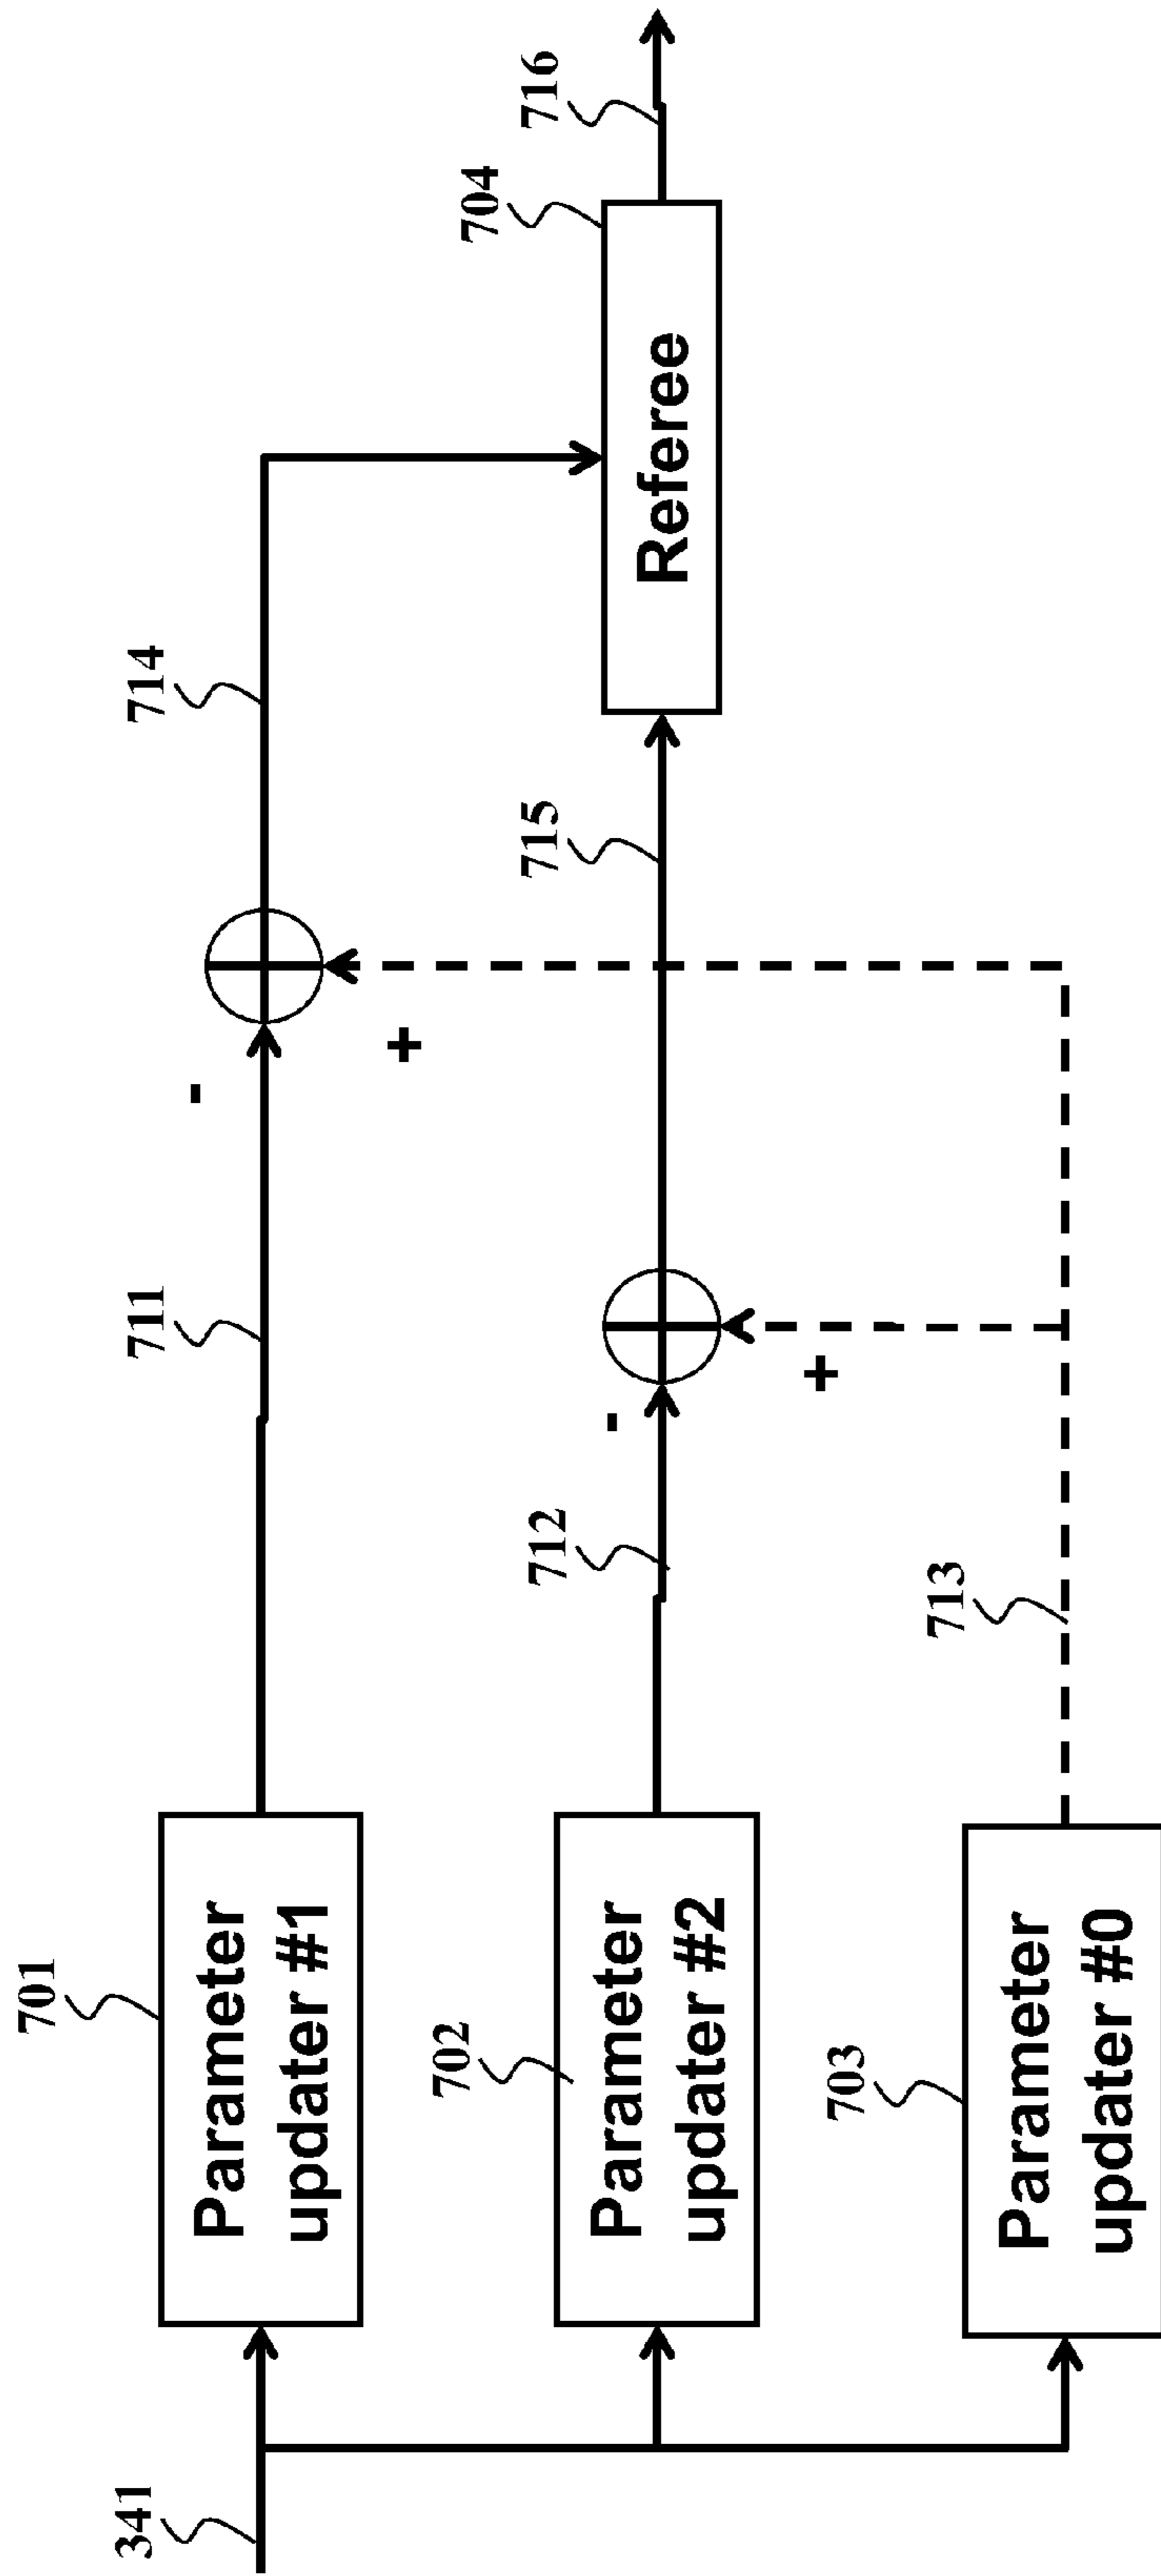 341
701
Parameter
updater #1
711
-
+
714
702
Parameter
updater #2
712
-
+
715
704
Referee
716
703
Parameter
updater #0
713